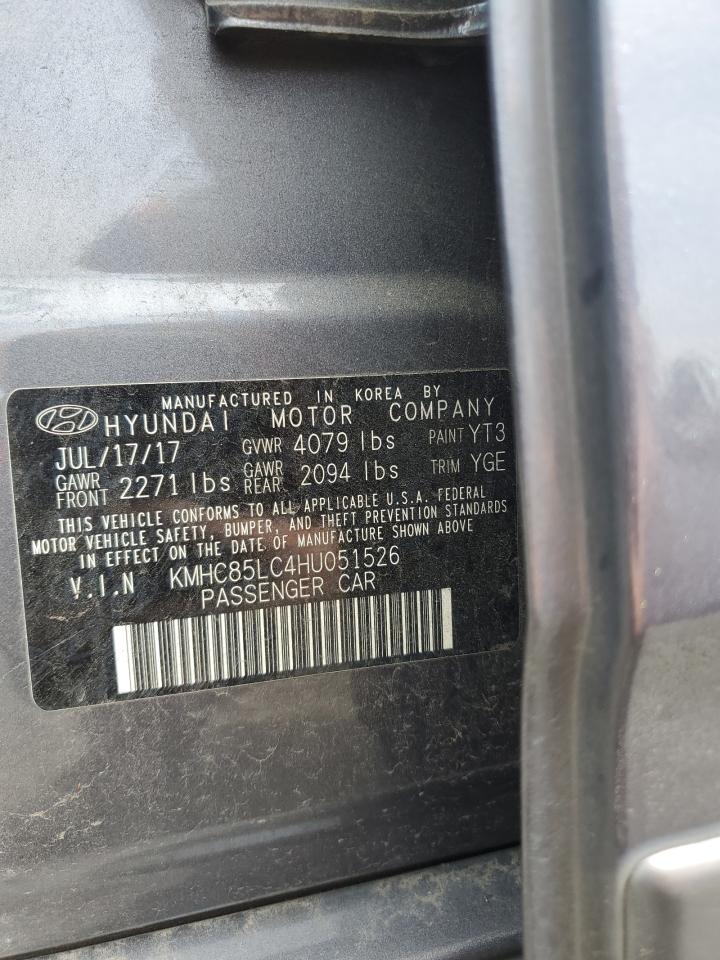 MANUFACTURED IN KOREA BY
HYUNDAI MOTOR COMPANY
JUL/17/17 GVWR 4079 lbs PAINT YT3
GAWR FRONT 2271 lbs GAWR REAR 2094 lbs TRIM YGE
THIS VEHICLE CONFORMS TO ALL APPLICABLE U.S.A. FEDERAL
MOTOR VEHICLE SAFETY, BUMPER, AND THEFT PREVENTION STANDARDS
IN EFFECT ON THE DATE OF MANUFACTURE SHOWN ABOVE
V.I.N KMHC85LC4HU051526
PASSENGER CAR